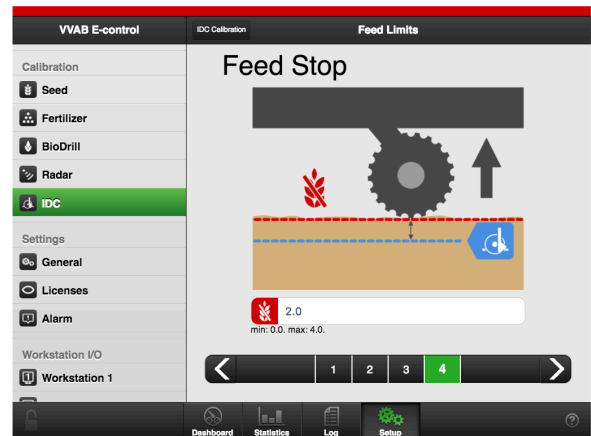 VVAB E-control
IDC Calibration
Feed Limits
Calibration
Seed
Fertilizer
BioDrill
Radar
IDC
Settings
General
Licenses
Alarm
Workstation I/O
1 Workstation 1
Feed Stop
2.0
min: 0.0. max: 4.0.
1 2 3 4
Dashboard Statistics Log Setup ?